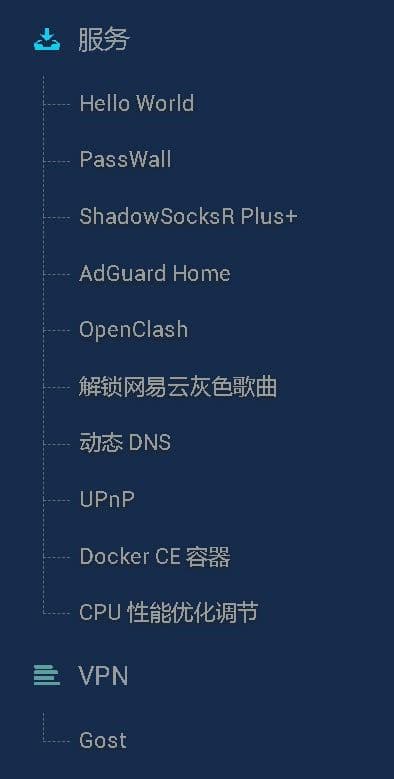 服务
Hello World
PassWall
ShadowSocksR Plus+
AdGuard Home
OpenClash
解锁网易云灰色歌曲
动态 DNS
UPnP
Docker CE 容器
CPU 性能优化调节
VPN
Gost